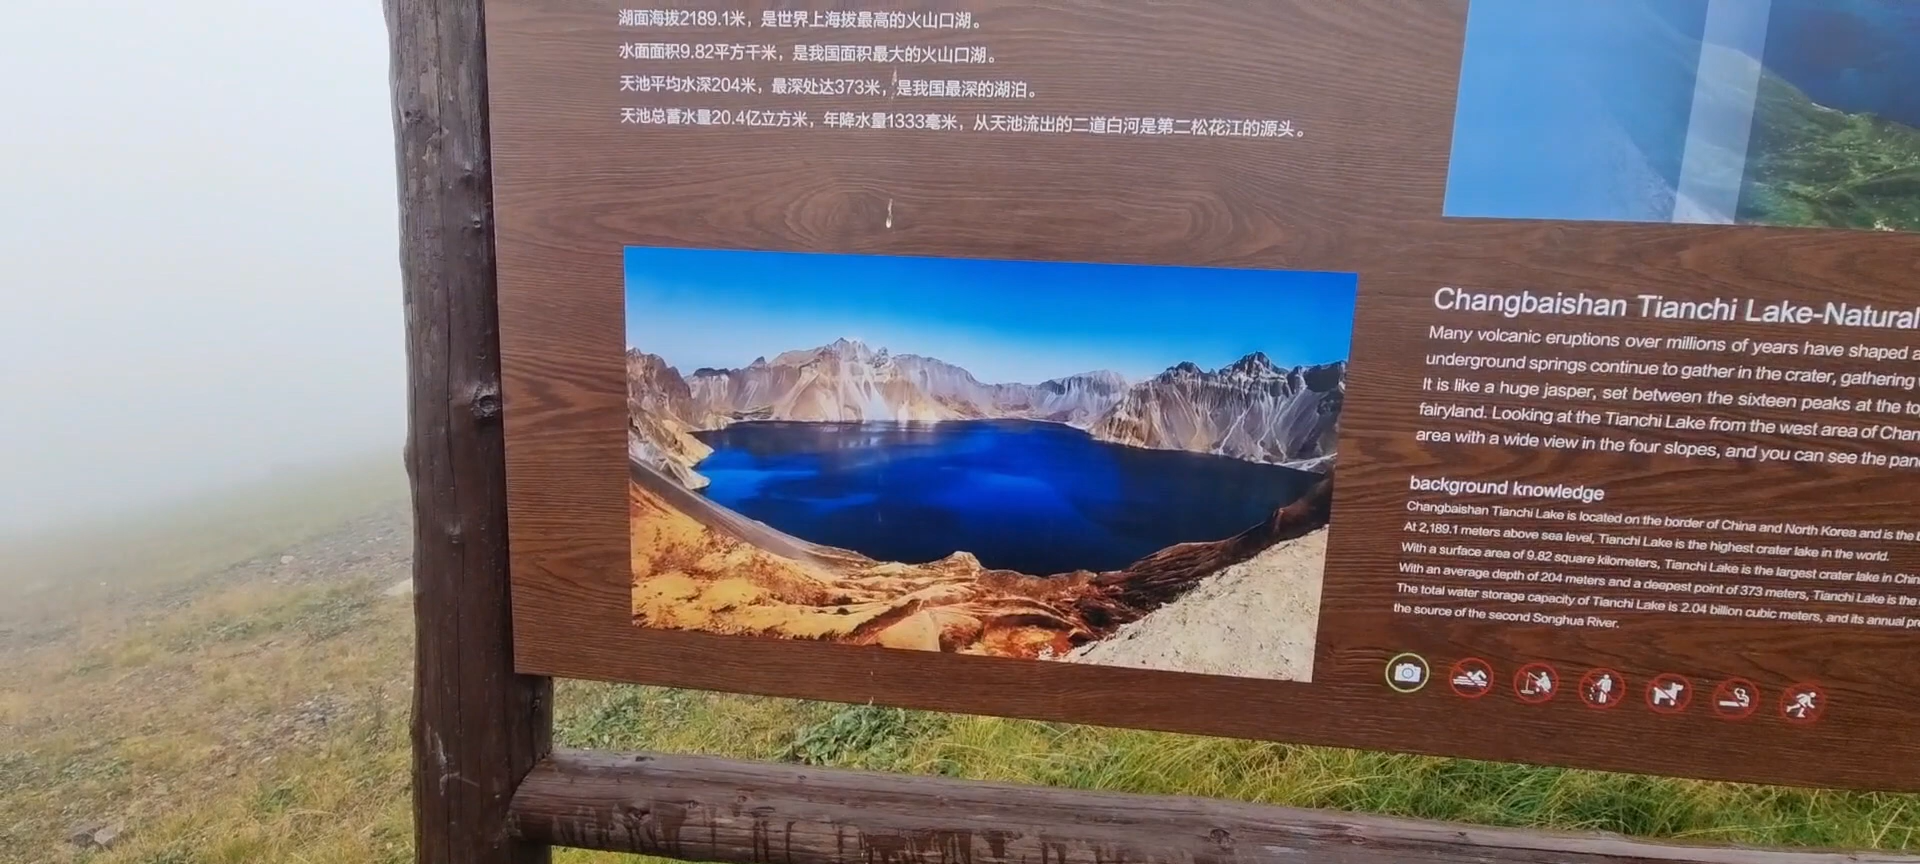 湖面海拔2189.1米，是世界上海拔最高的火山口湖。
水面面积9.82平方千米，是我国面积最大的火山口湖。
天池平均水深204米，最深处达373米，是我国最深的湖泊。
天池总蓄水量20.4亿立方米，年降水量1333毫米，从天池流出的二道白河是第二松花江的源头。
Changbaishan Tianchi Lake-Natural
Many volcanic eruptions over millions of years have shaped
underground springs continue to gather in the crater, gathering
It is like a huge jasper, set between the sixteen peaks at the
fairyland. Looking at the Tianchi Lake from the west area of
area with a wide view in the four slopes, and you can see the
background knowledge
Changbaishan Tianchi Lake is located on the border of China and North Korea and is the
At 2,189.1 meters above sea level, Tianchi Lake is the highest crater lake in the world.
With a surface area of 9.82 square kilometers, Tianchi Lake is the largest crater lake in
With an average depth of 204 meters and a deepest point of 373 meters, Tianchi Lake is the
The total water storage capacity of Tianchi Lake is 2.04 billion cubic meters, and its annual
the source of the second Songhua River.